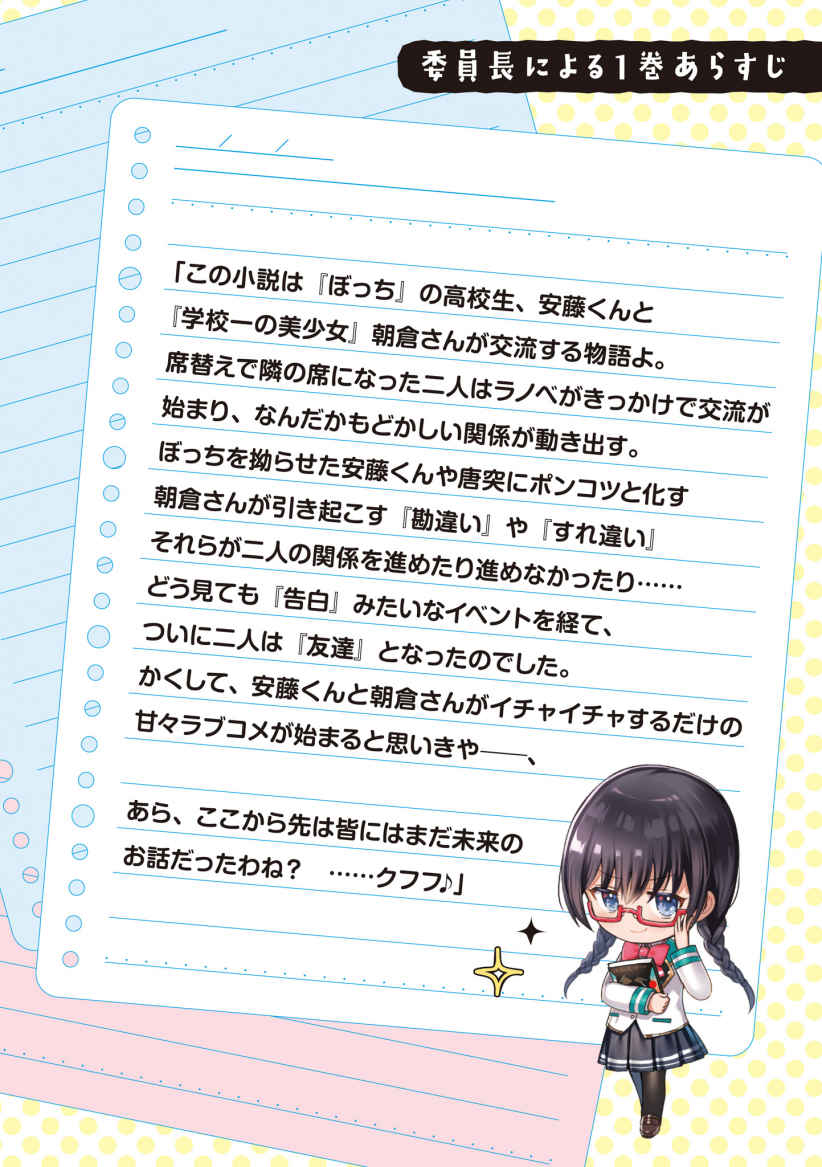 委員長による1巻あらすじ
「この小説は『ぼっち』の高校生、安藤くんと
『学校一の美少女』朝倉さんが交流する物語よ。
席替えで隣の席になった二人はラノベがきっかけで交流が
始まり、なんだかもどかしい関係が動き出す。
ぼっちを拗らせた安藤くんや唐突にポンコツと化す
朝倉さんが引き起こす『勘違い』や『すれ違い』
それらが二人の関係を進めたり進めなかったり……
どう見ても『告白』みたいなイベントを経て、
ついに二人は『友達』となったのでした。
かくして、安藤くんと朝倉さんがイチャイチャするだけの
甘々ラブコメが始まると思いきや――、
あら、ここから先は皆にはまだ未来の
お話だったわね?　……クフフ♪」